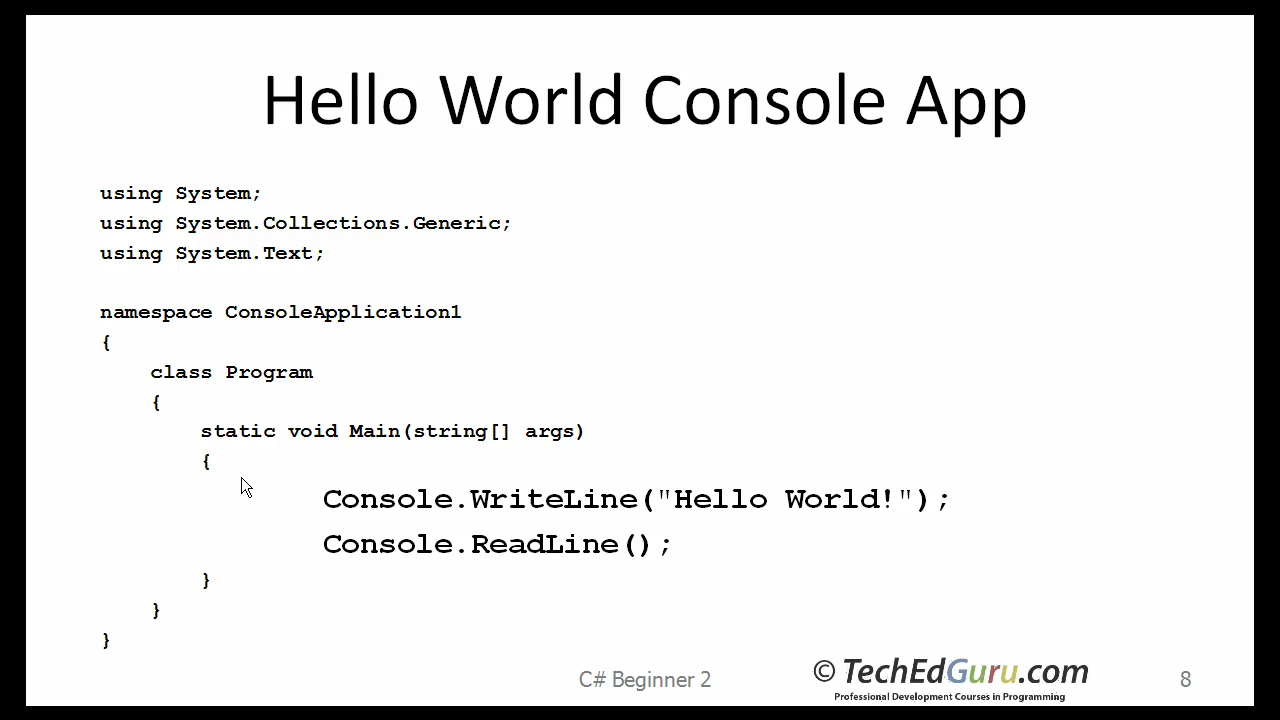 Hello World Console App
using System;
using System.Collections.Generic;
using System.Text;
namespace ConsoleApplication1
{
    class Program
    {
        static void Main(string[] args)
        {
            Console.WriteLine("Hello World!");
            Console.ReadLine();
        }
    }
}
C# Beginner 2
© TechEdGuru.com
Professional Development Courses in Programming
8